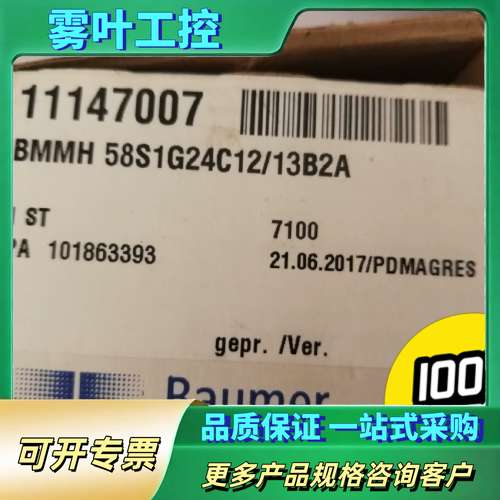 雾叶工控
11147007
BMMH 58S1G24C12/13B2A
ST
7100
PA 101863393
21.06.2017/PDMAGRES
gepr. /Ver.
Baumer
100
品质保证 一站式采购
可开专票
更多产品规格咨询客户